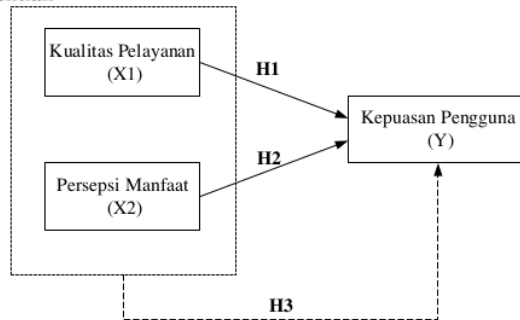 Kualitas Pelayanan
(X1)
H1
Kepuasan Pengguna
(Y)
H2
Persepsi Manfaat
(X2)
H3